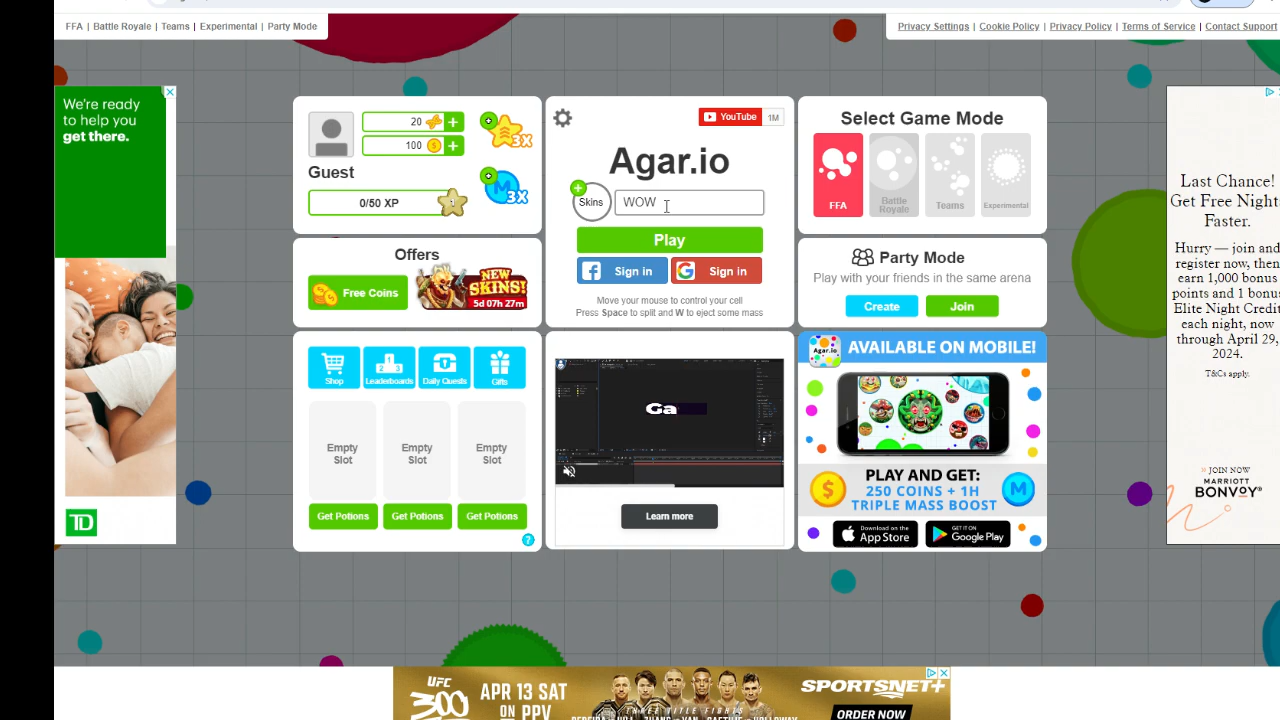 FFA | Battle Royale | Teams | Experimental | Party Mode
Privacy Settings | Cookie Policy | Privacy Policy | Terms of Service | Contact Support
We're ready
to help you
get there.
TD
20
100
Guest
0/50 XP
3X
M
3X
Offers
Free Coins
NEW
SKINS!
5d 07h 27m
Shop
Leaderboards
Daily Quests
Gifts
Empty
Slot
Empty
Slot
Empty
Slot
Get Potions
Get Potions
Get Potions
?
YouTube 1M
Agar.io
Skins
WOW
Play
Sign in
Sign in
Move your mouse to control your cell
Press Space to split and W to eject some mass
Ga
Learn more
Select Game Mode
FFA
Battle
Royale
Teams
Experimental
Party Mode
Play with your friends in the same arena
Create
Join
Agar.io
AVAILABLE ON MOBILE!
PLAY AND GET:
250 COINS + 1H
TRIPLE MASS BOOST
$
M
Download on the
App Store
GET IT ON
Google Play
Last Chance!
Get Free Night
Faster.
Hurry — join and
register now, then
earn 1,000 bonus
points and 1 bonus
Elite Night Credit
each night, now
through April 29,
2024.
T&Cs apply.
JOIN NOW
MARRIOTT
BONVOY
UFC
300
APR 13 SAT
ON PPV
THREE TITLE FIGHTS
SPORTSNET+
ORDER NOW